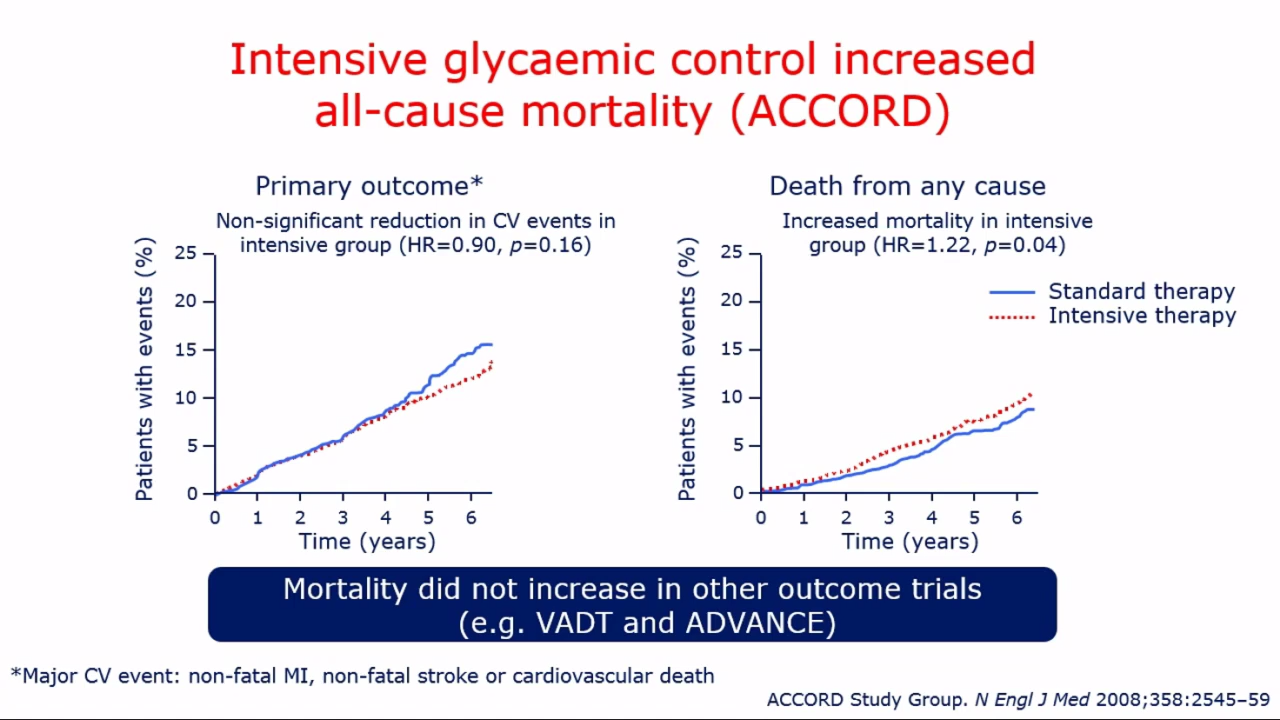 Intensive glycaemic control increased
all-cause mortality (ACCORD)
Primary outcome*
Non-significant reduction in CV events in
intensive group (HR=0.90, p=0.16)
Patients with events (%)
25
20
15
10
5
0
0 1 2 3 4 5 6
Time (years)
Death from any cause
Increased mortality in intensive
group (HR=1.22, p=0.04)
Patients with events (%)
25
20
15
10
5
0
0 1 2 3 4 5 6
Time (years)
Standard therapy
Intensive therapy
Mortality did not increase in other outcome trials
(e.g. VADT and ADVANCE)
*Major CV event: non-fatal MI, non-fatal stroke or cardiovascular death
ACCORD Study Group. N Engl J Med 2008;358:2545–59